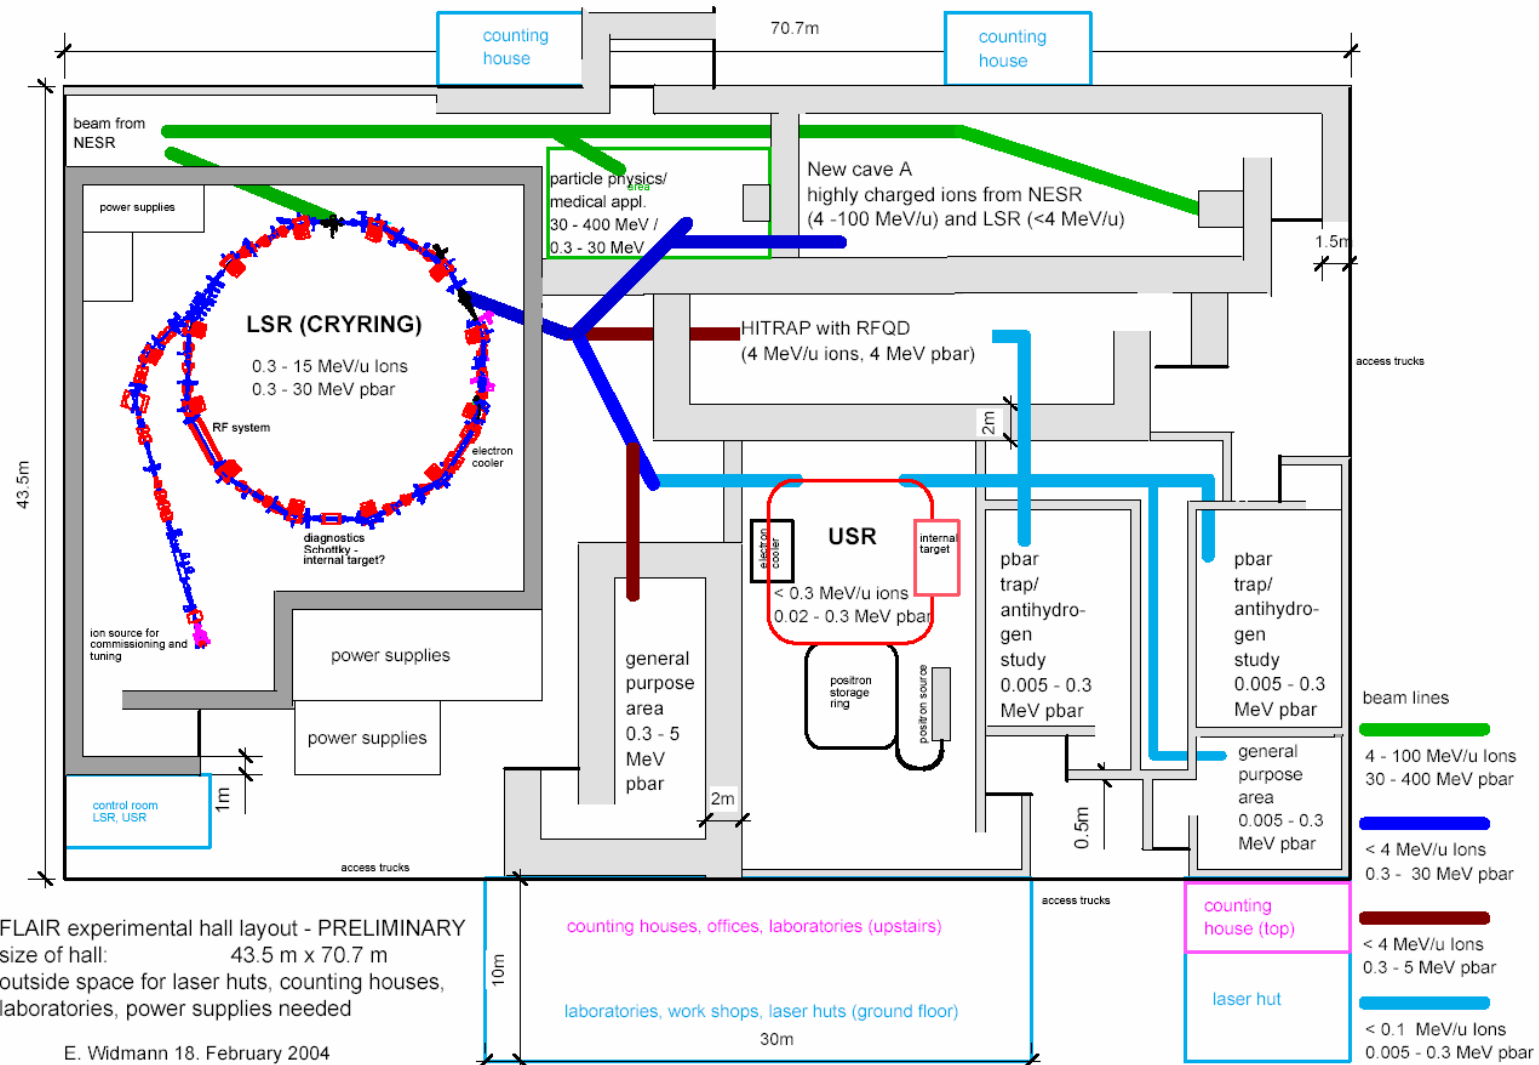 counting
house
70.7m
counting
house
beam from
NESR
power supplies
particle physics/
area
medical appl.
30 - 400 MeV /
0.3 - 30 MeV
New cave A
highly charged ions from NESR
(4 -100 MeV/u) and LSR (<4 MeV/u)
1.5m
LSR (CRYRING)
0.3 - 15 MeV/u Ions
0.3 - 30 MeV pbar
HITRAP with RFQD
(4 MeV/u ions, 4 MeV pbar)
access trucks
RF system
2m
electron
cooler
43.5m
diagnostics
Schottky -
internal target?
USR
electron
cooler
internal
target
< 0.3 MeV/u ions
0.02 - 0.3 MeV pbar
pbar
trap/
antihydro-
gen
study
0.005 - 0.3
MeV pbar
pbar
trap/
antihydro-
gen
study
0.005 - 0.3
MeV pbar
ion source for
commissioning and
tuning
power supplies
general
purpose
area
0.3 - 5
MeV
pbar
positron
storage
ring
positron source
power supplies
general
purpose
area
0.005 - 0.3
MeV pbar
control room
LSR, USR
1m
2m
0.5m
access trucks
access trucks
beam lines
4 - 100 MeV/u Ions
30 - 400 MeV pbar
< 4 MeV/u Ions
0.3 - 30 MeV pbar
< 4 MeV/u Ions
0.3 - 5 MeV pbar
< 0.1 MeV/u Ions
0.005 - 0.3 MeV pbar
counting houses, offices, laboratories (upstairs)
10m
laboratories, work shops, laser huts (ground floor)
30m
counting
house (top)
laser hut
FLAIR experimental hall layout - PRELIMINARY
size of hall: 43.5 m x 70.7 m
outside space for laser huts, counting houses,
laboratories, power supplies needed
E. Widmann 18. February 2004